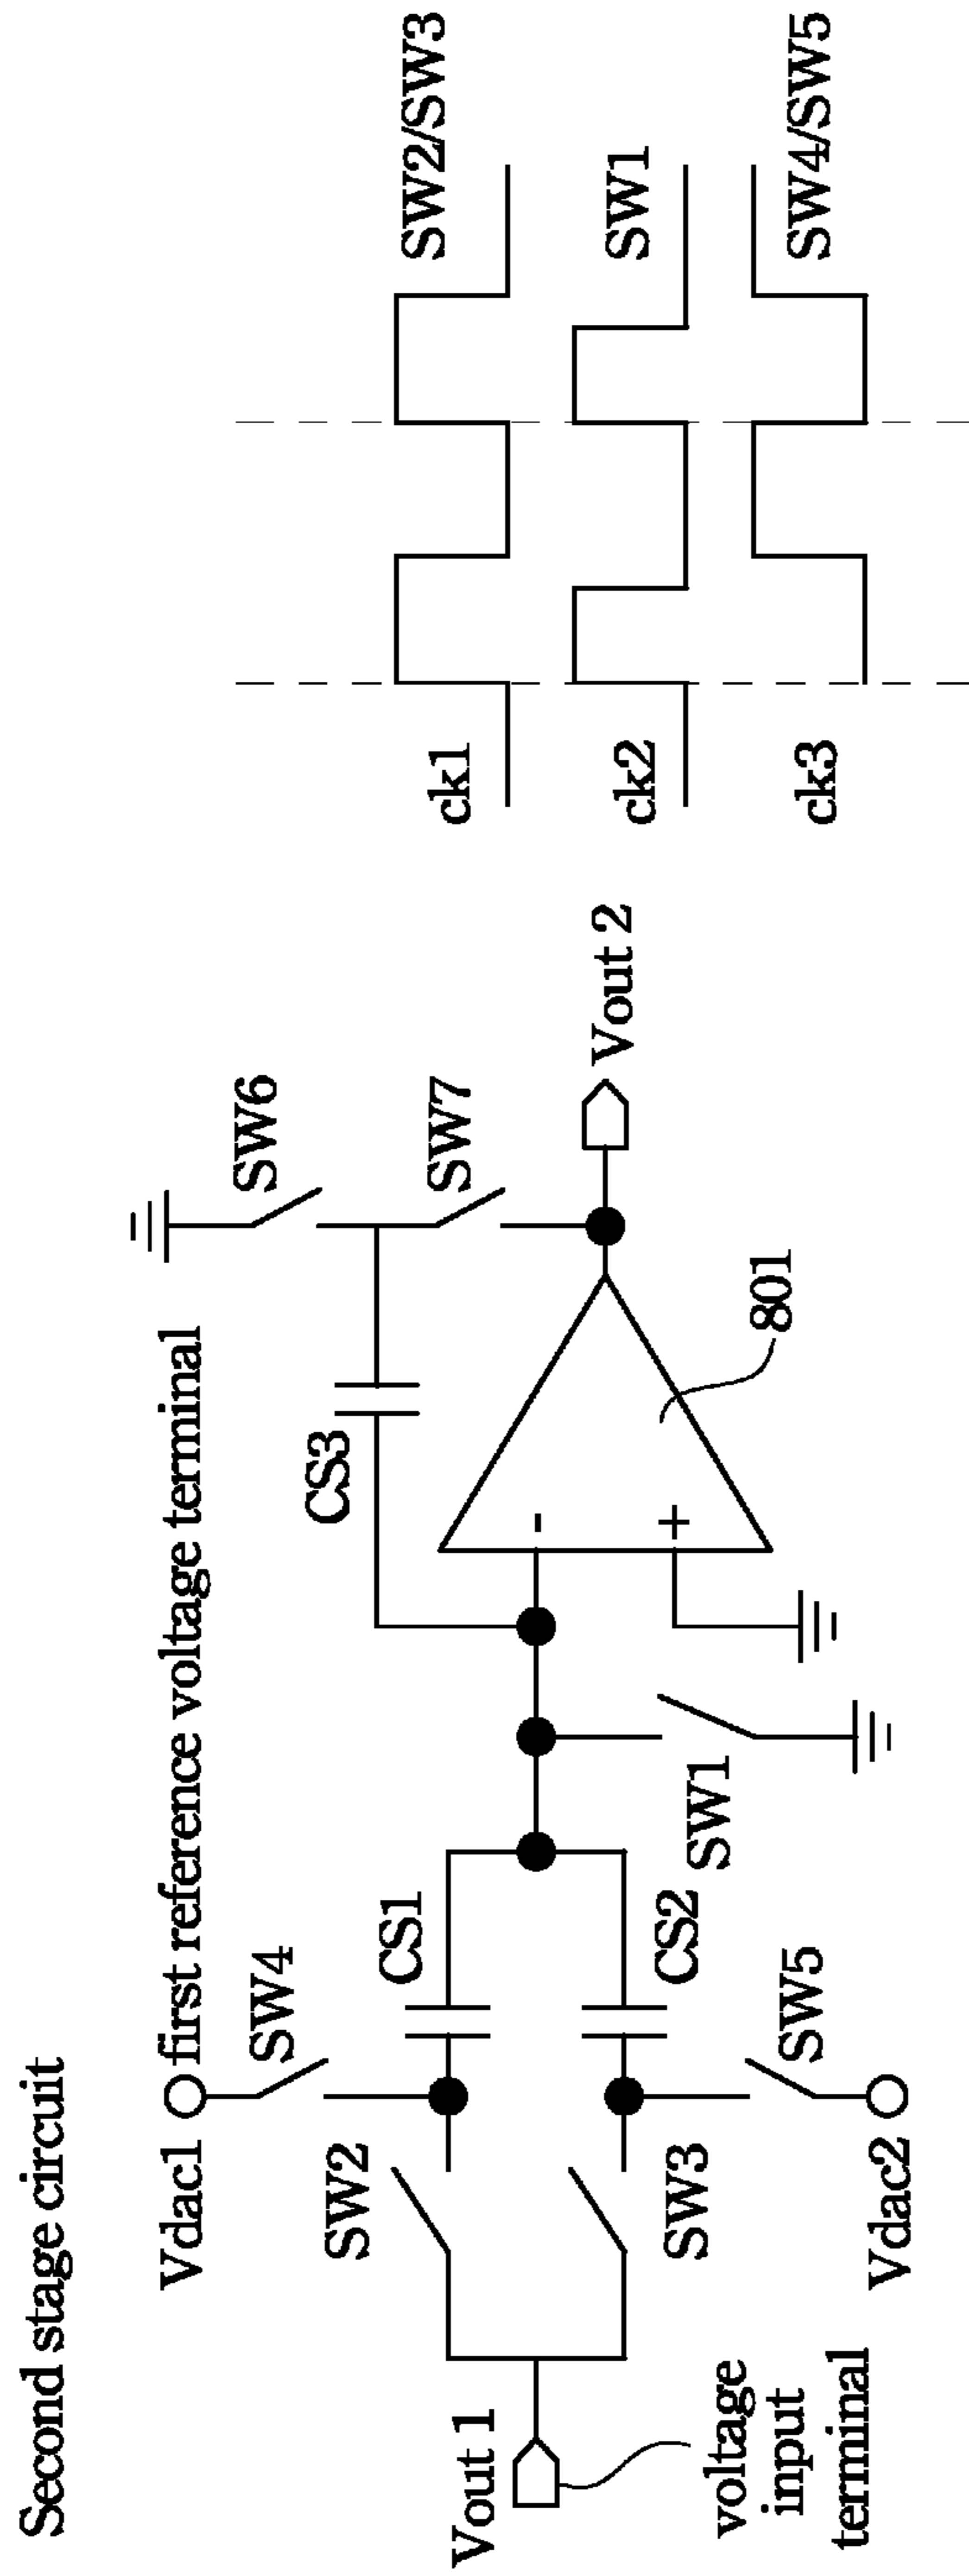 Second stage circuit
Vdac1
first reference voltage terminal
SW4
SW6
SW2
CS1
CS3
SW7
Vout 1
-
+
Vout 2
SW3
CS2
SW1
801
voltage
input
terminal
Vdac2
SW5
ck1
SW2/SW3
ck2
SW1
ck3
SW4/SW5